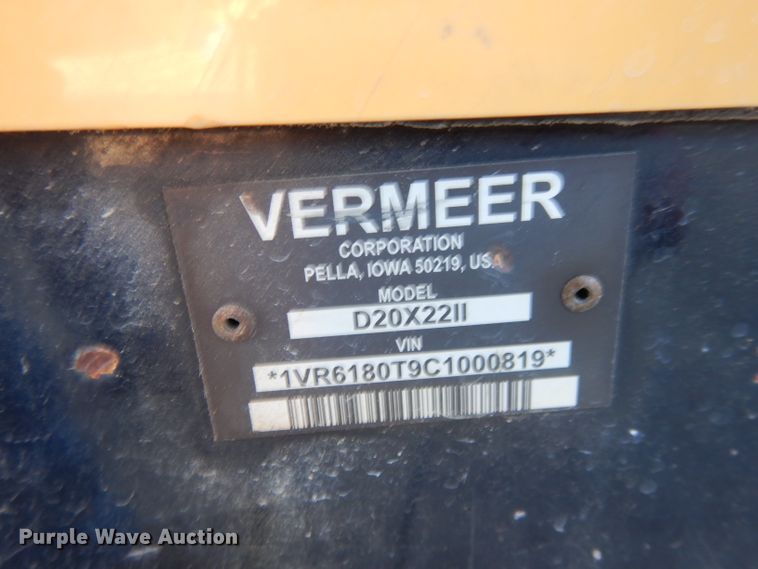 VERMEER
CORPORATION
PELLA, IOWA 50219, USA
MODEL
D20X22II
VIN
*1VR6180T9C1000819*
Purple Wave Auction